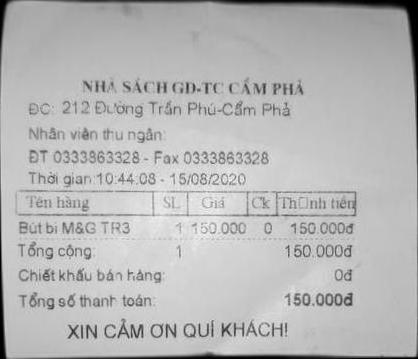 NHÀ SÁCH GD-TC CẨM PHẢ
ĐC: 212 Đường Trần Phú-Cẩm Phả
Nhân viên thu ngân:
ĐT 0333863328 - Fax 0333863328
Thời gian:10:44:08 - 15/08/2020
Tên hàng SL Giá Ck Th□nh tiền
Bút bi M&G TR3 1 150.000 0 150.000đ
Tổng cộng: 1 150.000đ
Chiết khấu bán hàng: 0đ
Tổng số thanh toán: 150.000đ
XIN CẢM ƠN QUÍ KHÁCH!